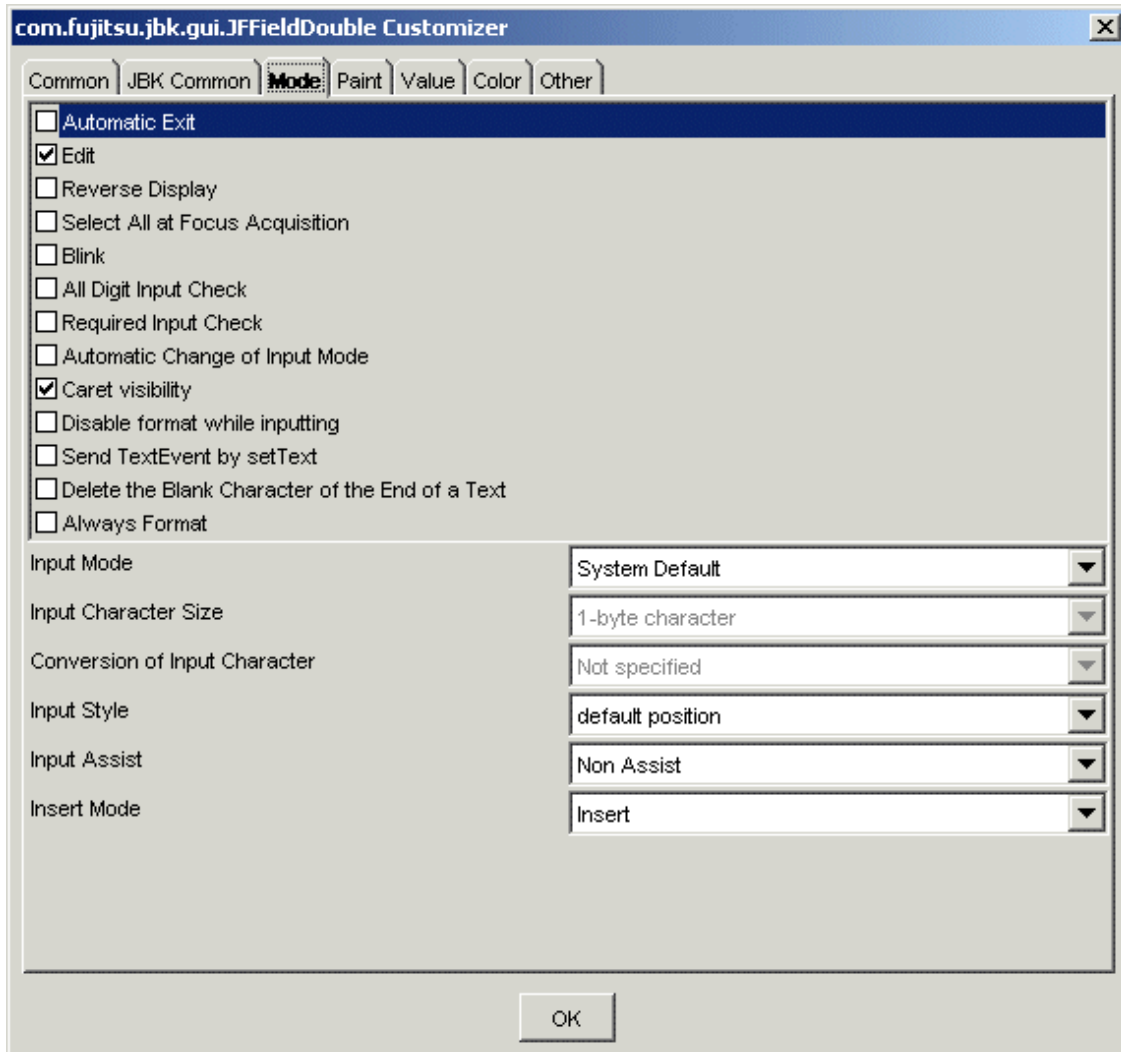 com.fujitsu.jbk.gui.JFFieldDouble Customizer
Common JBK Common Mode Paint Value Color Other
Automatic Exit
Edit
Reverse Display
Select All at Focus Acquisition
Blink
All Digit Input Check
Required Input Check
Automatic Change of Input Mode
Caret visibility
Disable format while inputting
Send TextEvent by setText
Delete the Blank Character of the End of a Text
Always Format
Input Mode System Default
Input Character Size 1-byte character
Conversion of Input Character Not specified
Input Style default position
Input Assist Non Assist
Insert Mode Insert
OK